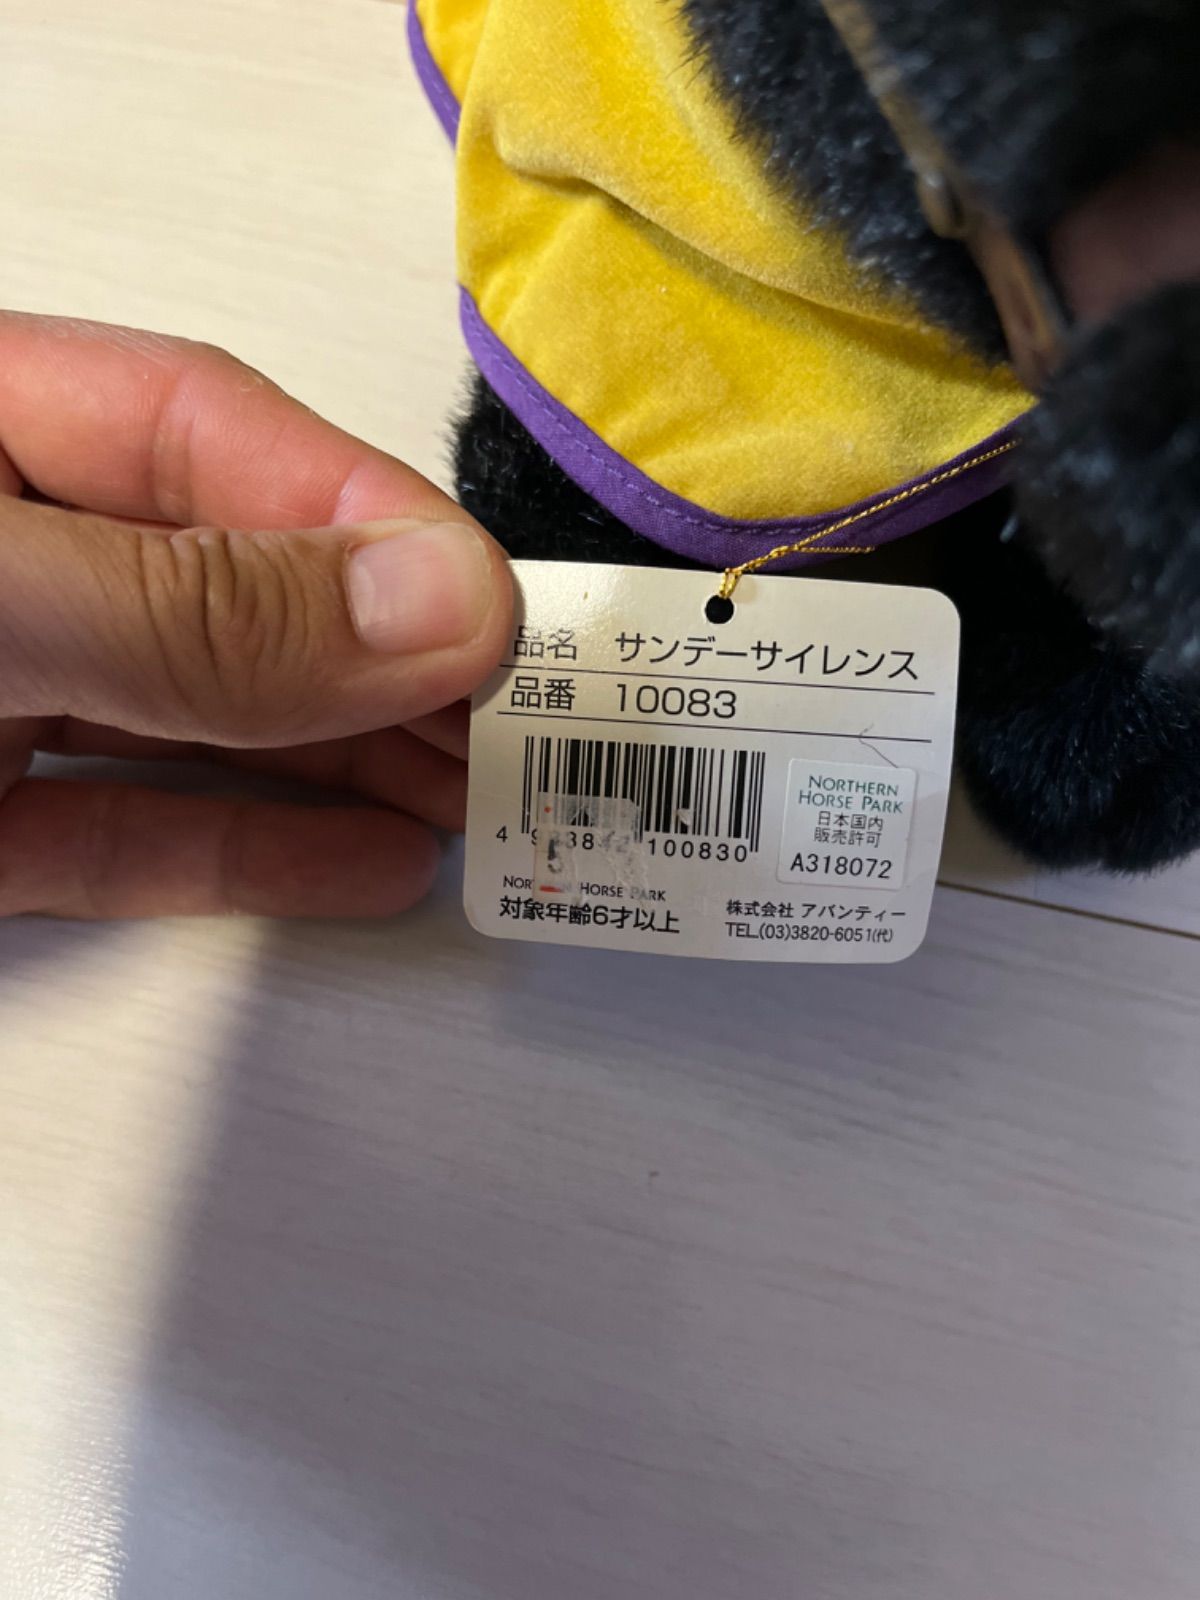 品名 サンデーサイレンス
品番 10083
100830
NORTHERN HORSE PARK
日本国内
販売許可
A318072
HORSE PARK
対象年齢6才以上
株式会社 アバンティー
TEL.(03)3820-6051(代)